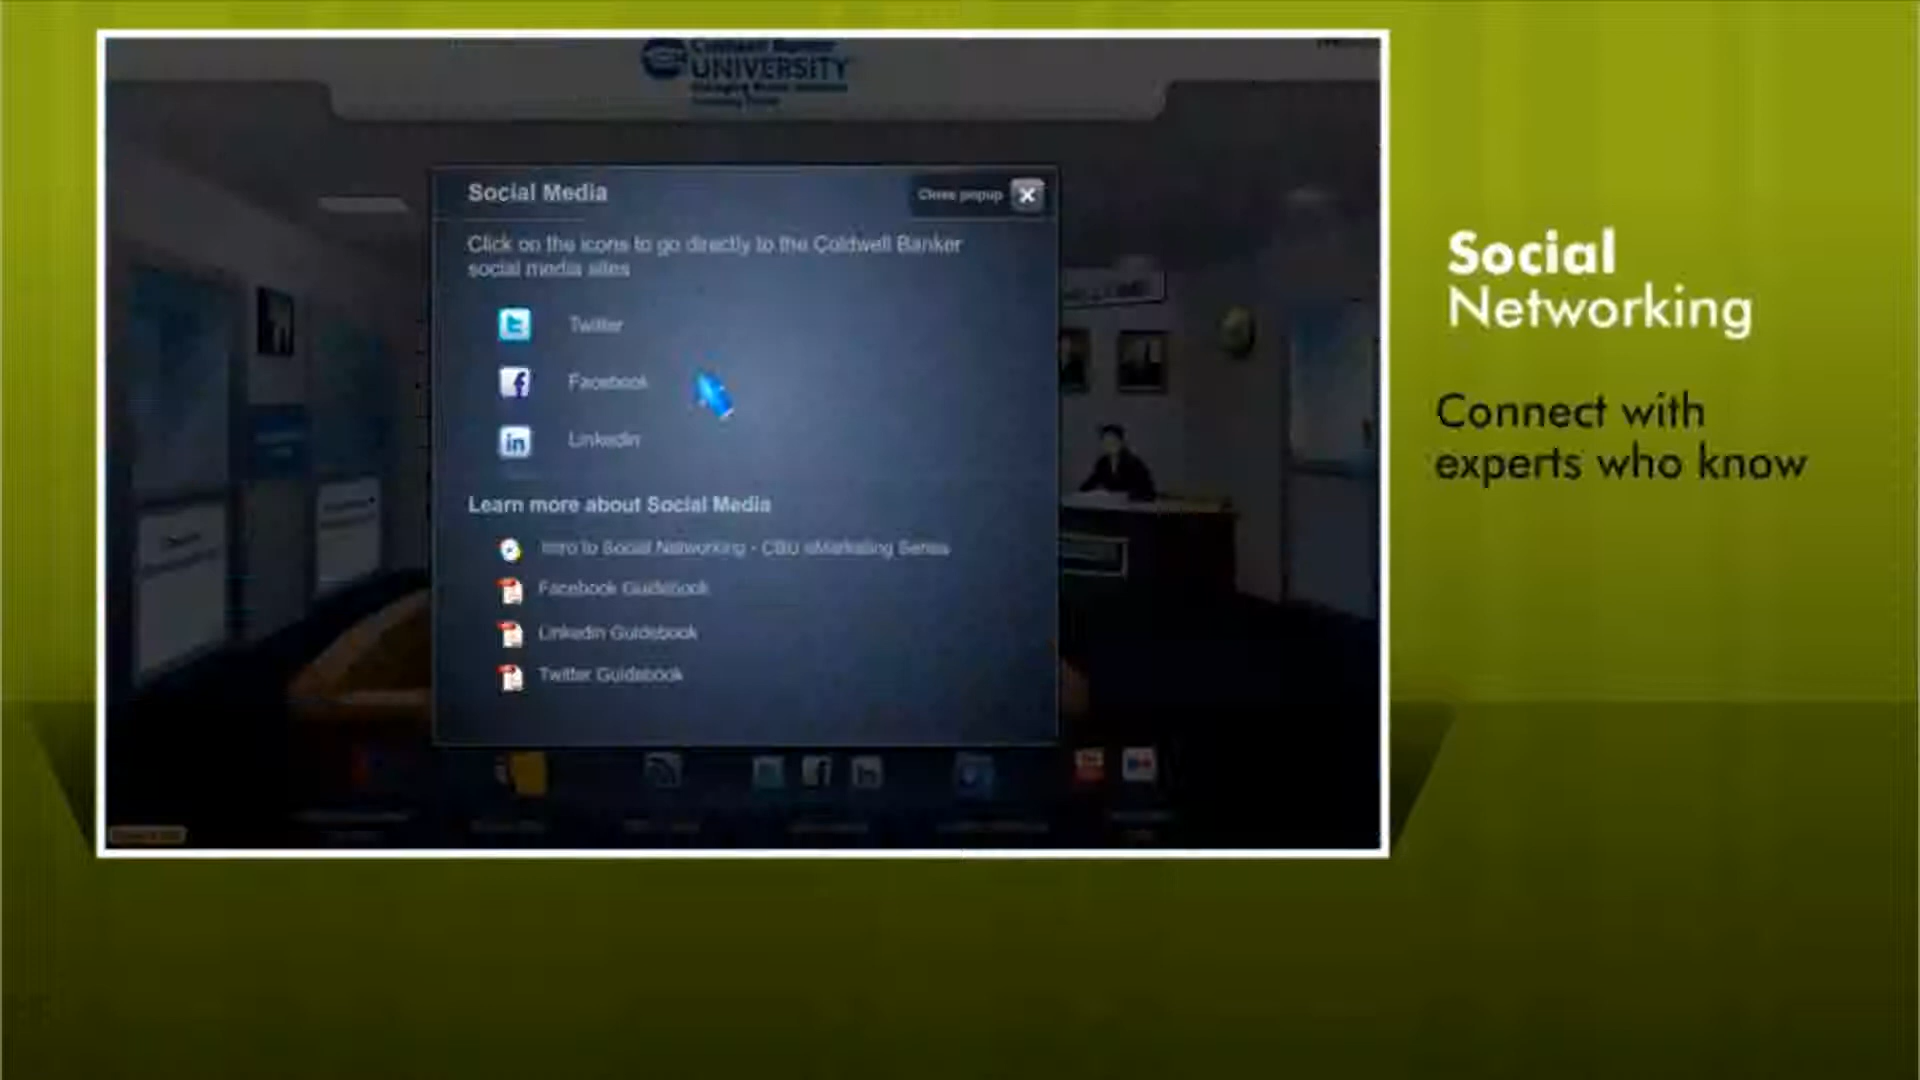 Coldwell Banker
UNIVERSITY
Social Media
Close popup
Click on the icons to go directly to the Coldwell Banker
social media sites
Twitter
Facebook
LinkedIn
Learn more about Social Media
Intro to Social Networking - CBU eMarketing Series
Facebook Guidebook
LinkedIn Guidebook
Twitter Guidebook
Social
Networking
Connect with
experts who know